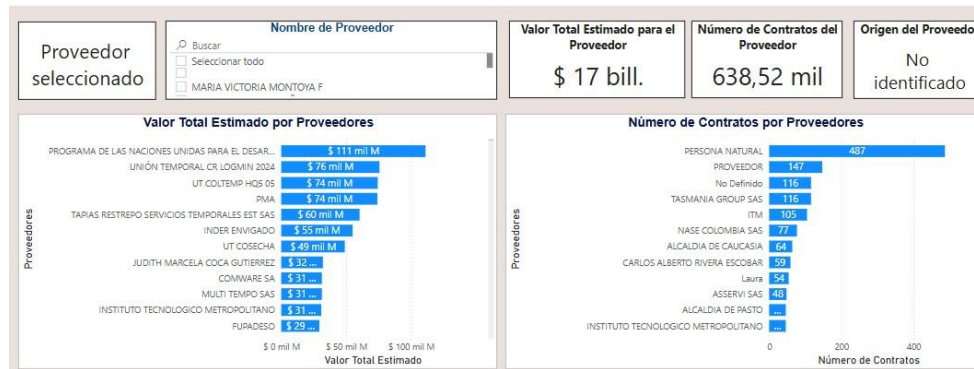 Proveedor
seleccionado
Nombre de Proveedor
Buscar
Seleccionar todo
MARIA VICTORIA MONTOYA F
Valor Total Estimado para el
Proveedor
$ 17 bill.
Número de Contratos del
Proveedor
638,52 mil
Origen del Proveedo
No
identificado
Valor Total Estimado por Proveedores
Proveedores
PROGRAMA DE LAS NACIONES UNIDAS PARA EL DESAR... $ 111 mil M
UNIÓN TEMPORAL CR LOGMIN 2024 $ 76 mil M
UT COLTEMP HQ5 05 $ 74 mil M
PMA $ 74 mil M
TAPIAS RESTREPO SERVICIOS TEMPORALES EST SAS $ 60 mil M
INDER ENVIGADO $ 55 mil M
UT COSECHA $ 49 mil M
JUDITH MARCELA COCA GUTIERREZ $ 32 ...
COMWARE SA $ 31 ...
MULTI TEMPO SAS $ 31 ...
INSTITUTO TECNOLOGICO METROPOLITANO $ 31 ...
FUPADESO $ 29 ...
$ 0 mil M $ 50 mil M $ 100 mil M
Valor Total Estimado
Número de Contratos por Proveedores
Proveedores
PERSONA NATURAL 487
PROVEEDOR 147
No Definido 116
TASMANIA GROUP SAS 116
ITM 105
NASE COLOMBIA SAS 77
ALCALDIA DE CAUCASIA 64
CARLOS ALBERTO RIVERA ESCOBAR 59
Laura 54
ASSERVI SAS 48
ALCALDIA DE PASTO ...
INSTITUTO TECNOLOGICO METROPOLITANO ...
0 200 400
Número de Contratos